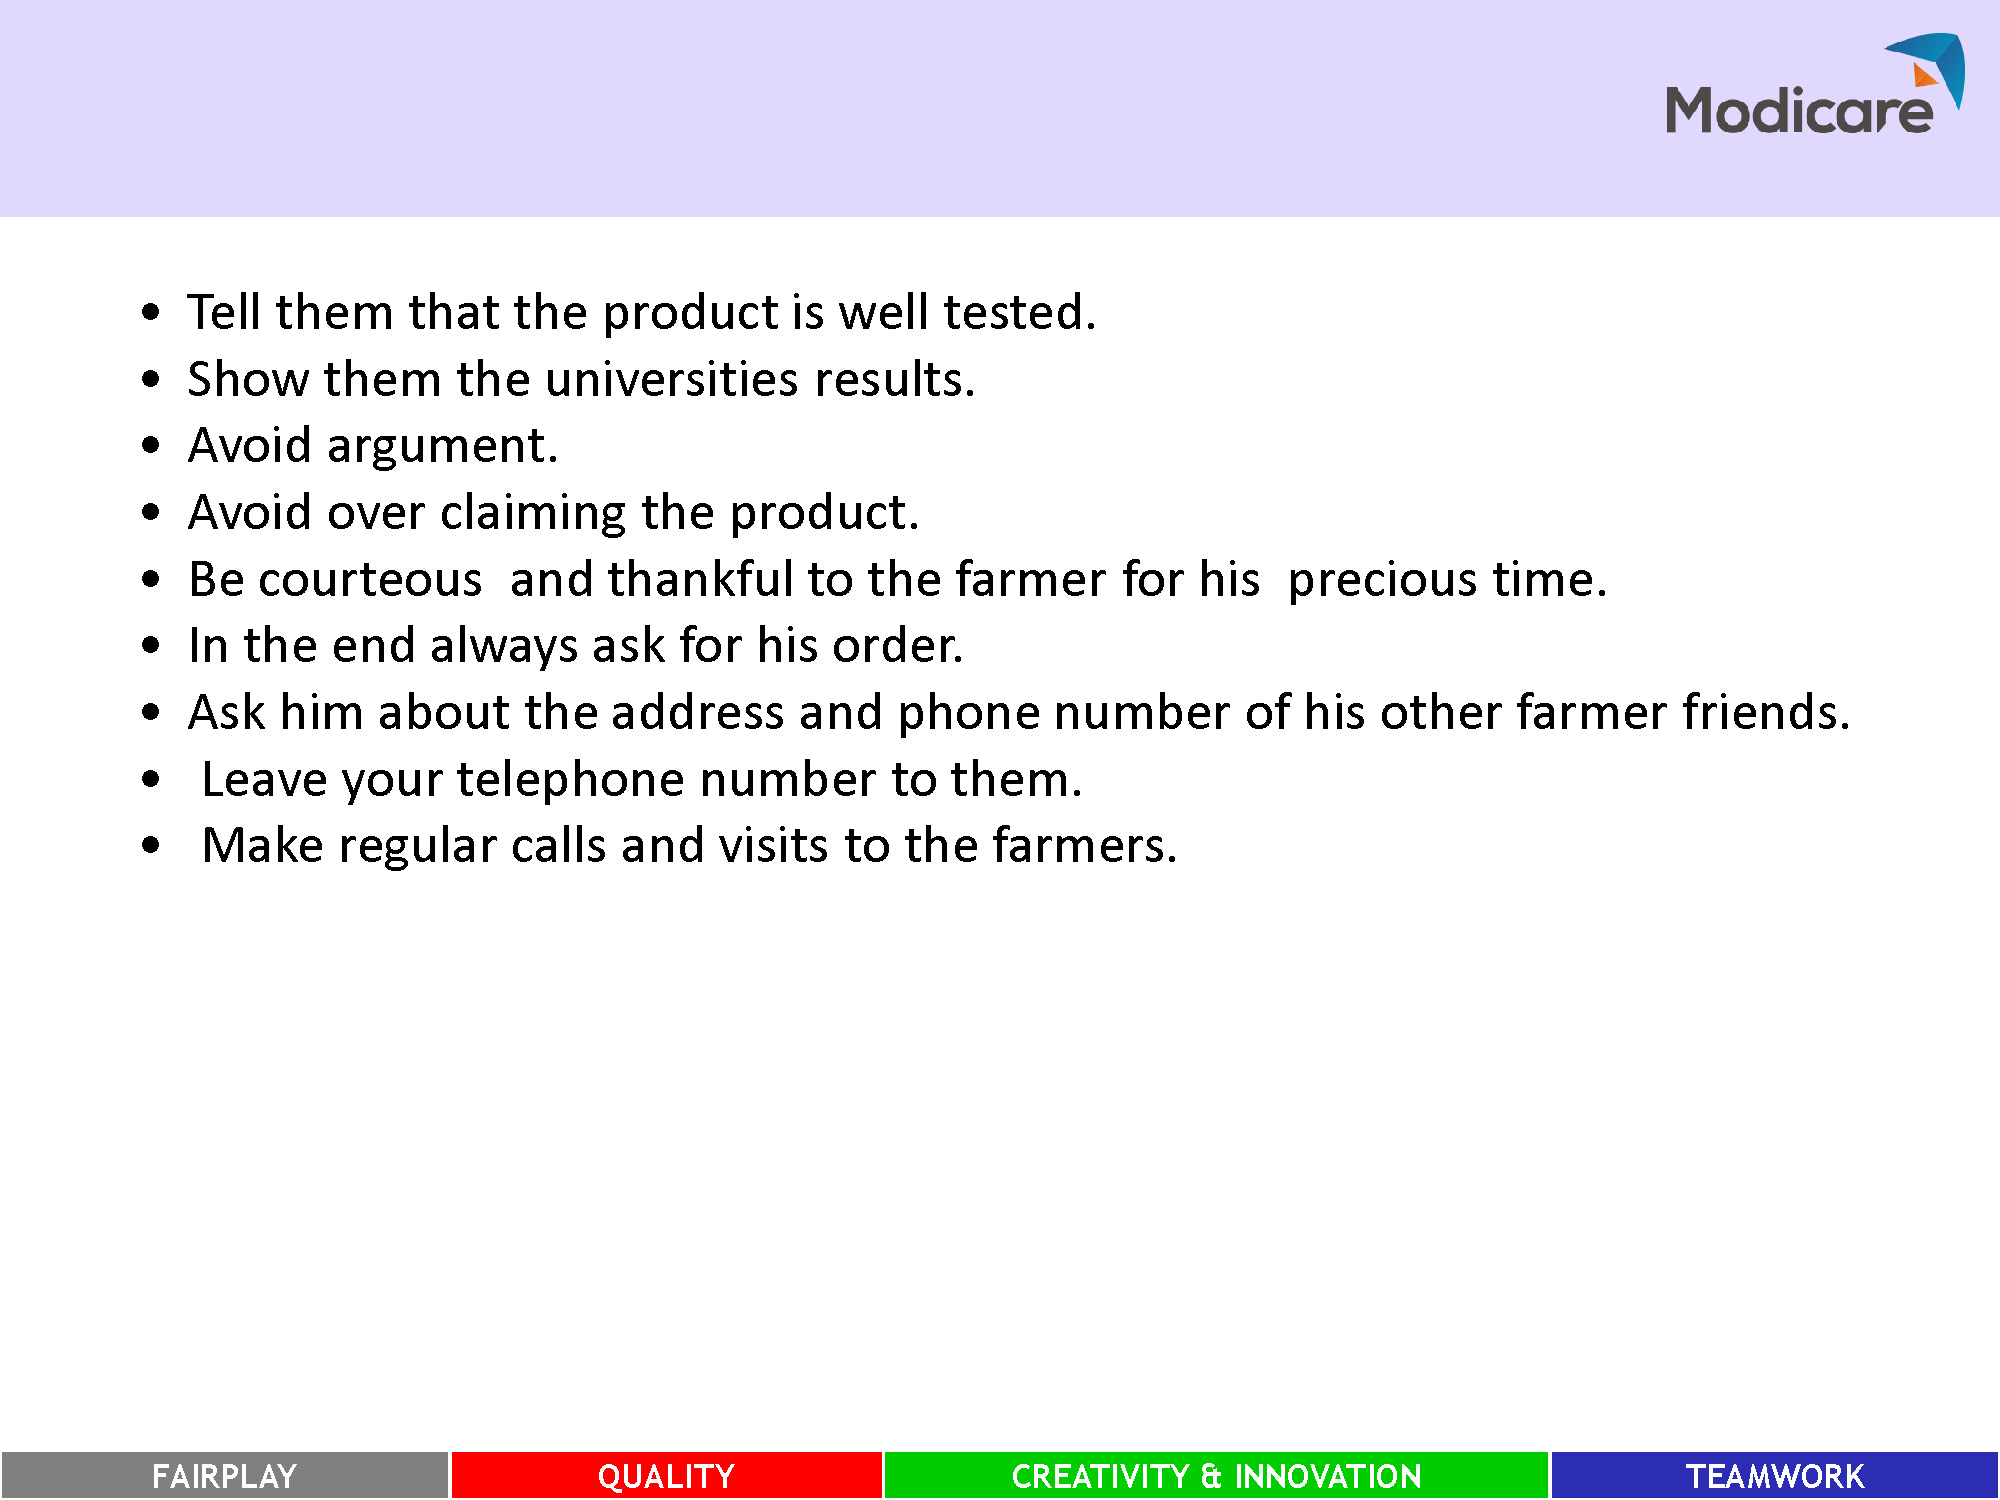 Modicare
• Tell them that the product is well tested.
• Show them the universities results.
• Avoid argument.
• Avoid over claiming the product.
• Be courteous and thankful to the farmer for his precious time.
• In the end always ask for his order.
• Ask him about the address and phone number of his other farmer friends.
• Leave your telephone number to them.
• Make regular calls and visits to the farmers.
FAIRPLAY QUALITY CREATIVITY & INNOVATION TEAMWORK